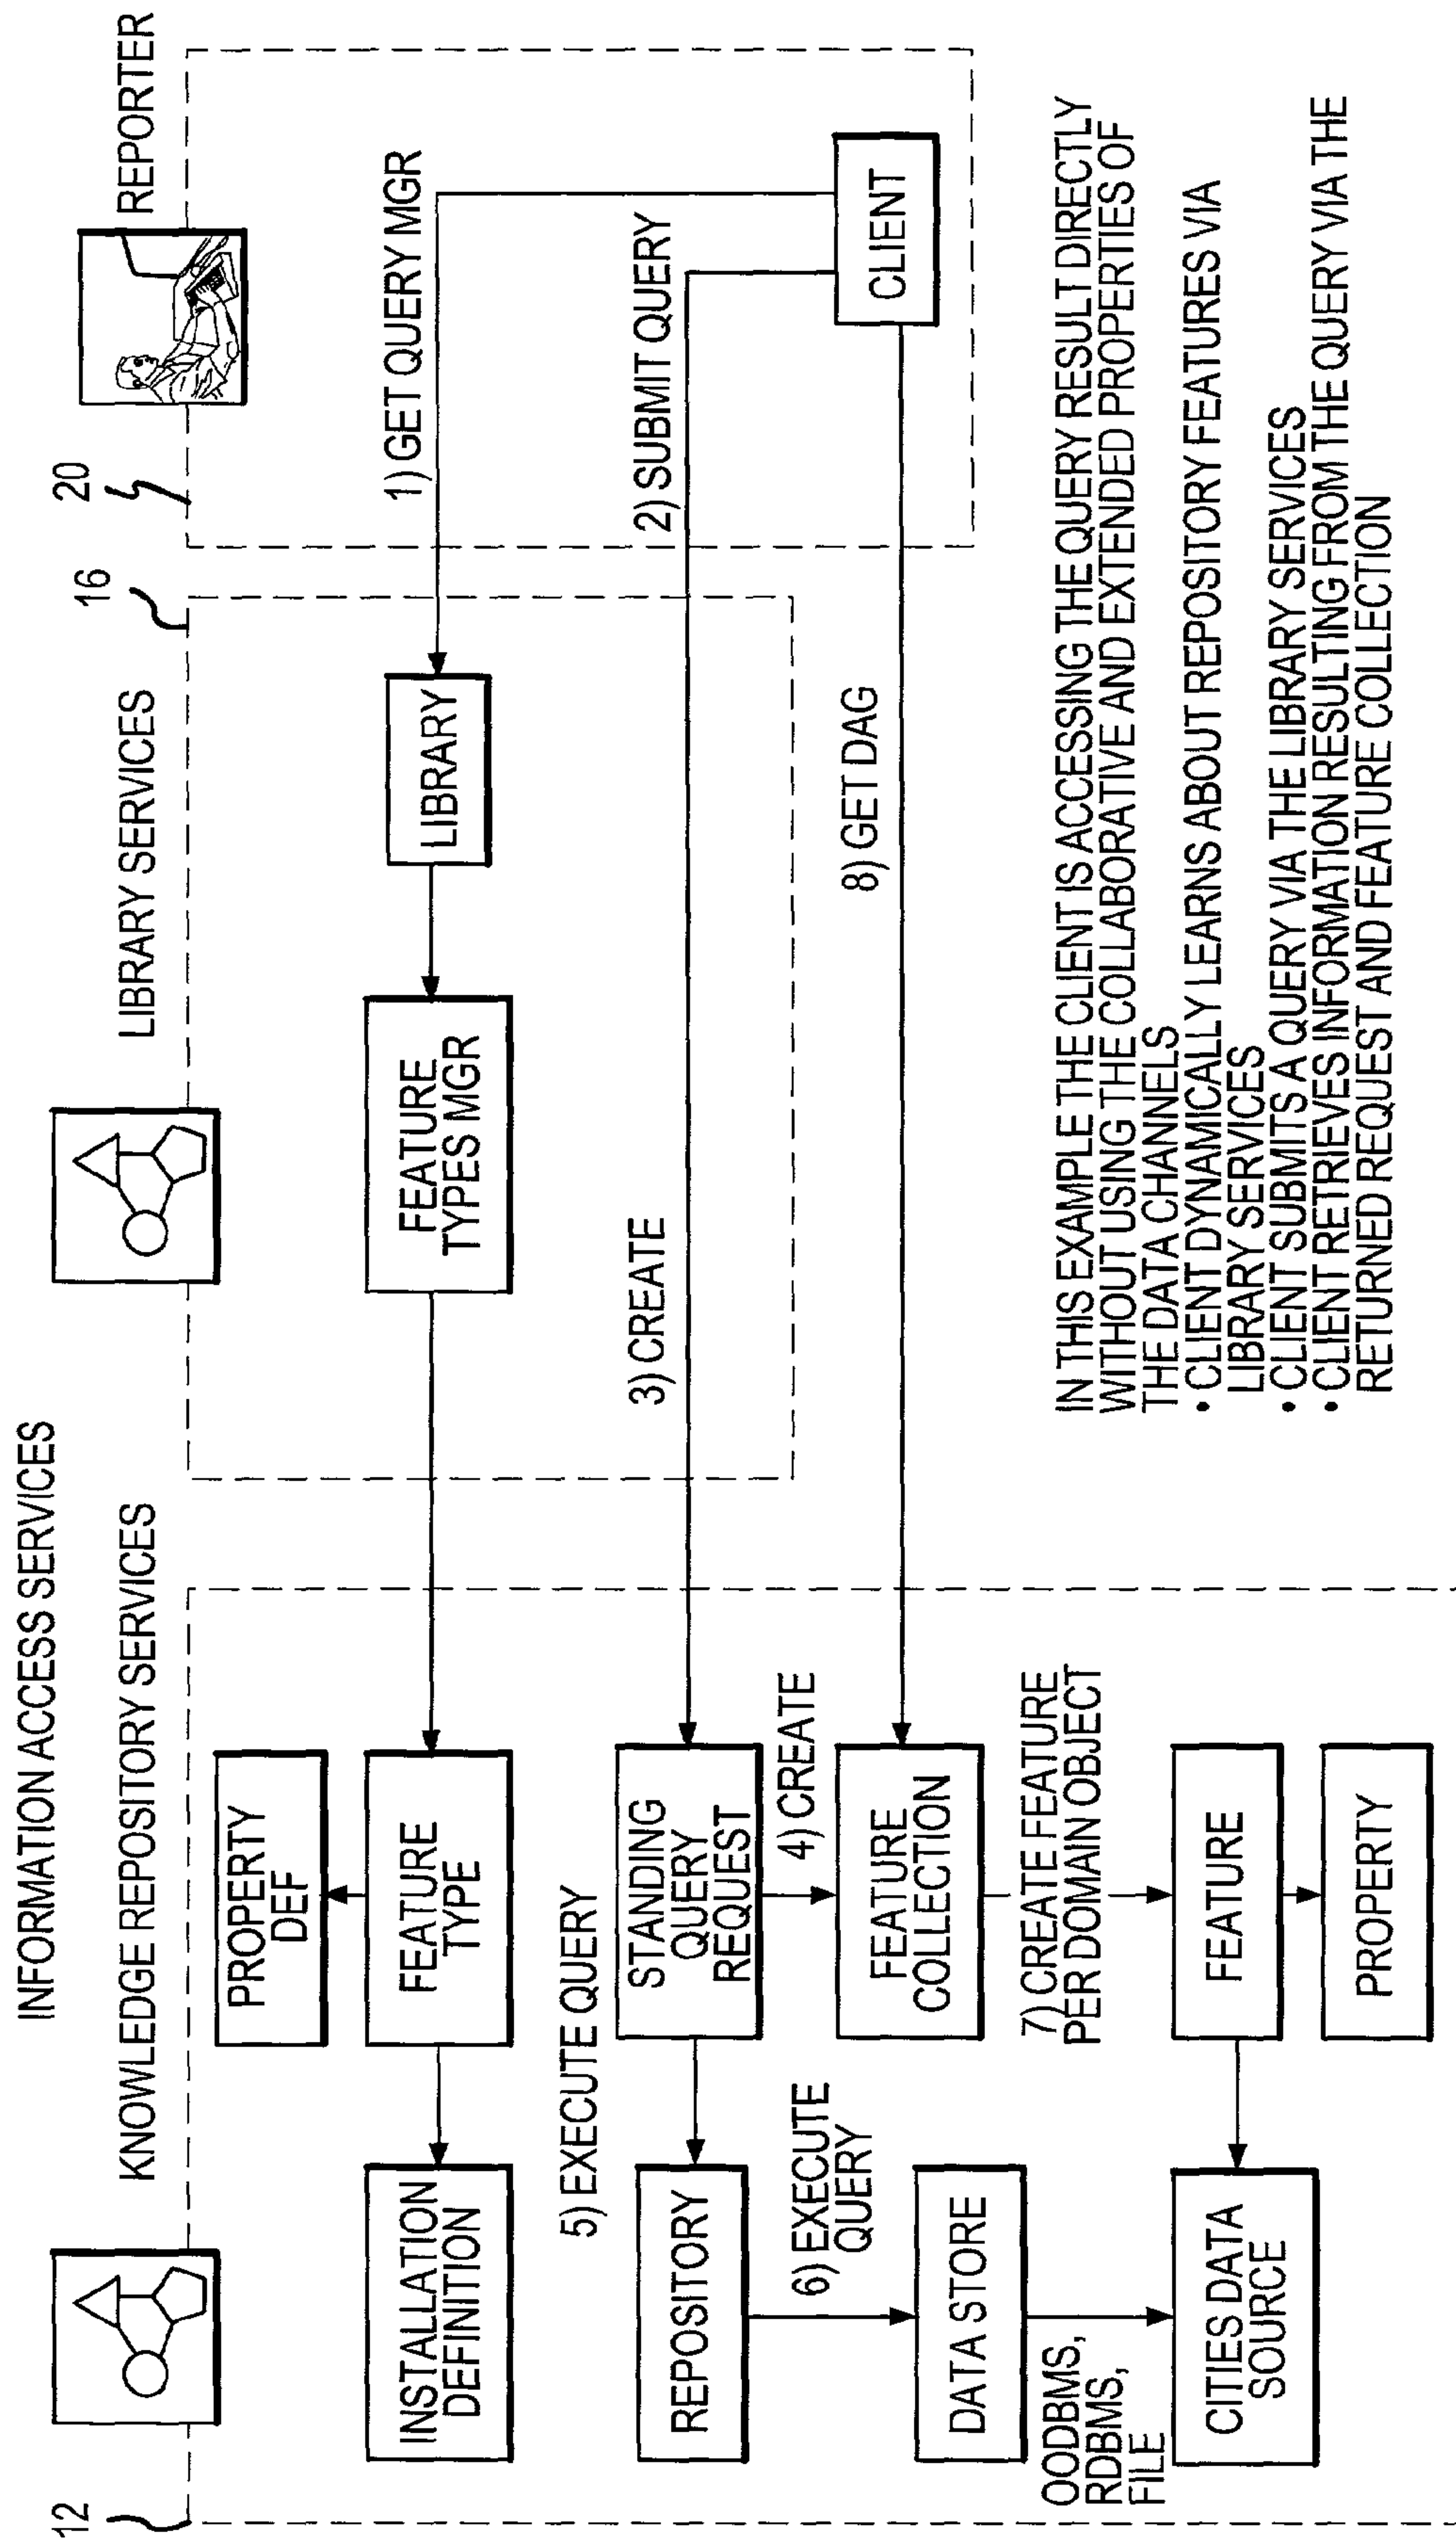 INFORMATION ACCESS SERVICES
12
KNOWLEDGE REPOSITORY SERVICES
LIBRARY SERVICES
16
20
REPORTER
PROPERTY
DEF
INSTALLATION
DEFINITION
FEATURE
TYPE
FEATURE
TYPES MGR
LIBRARY
1) GET QUERY MGR
5) EXECUTE QUERY
REPOSITORY
STANDING
QUERY
REQUEST
3) CREATE
2) SUBMIT QUERY
6) EXECUTE
QUERY
4) CREATE
DATA STORE
FEATURE
COLLECTION
8) GET DAG
CLIENT
OODBMS,
RDBMS,
FILE
7) CREATE FEATURE
PER DOMAIN OBJECT
CITIES DATA
SOURCE
FEATURE
PROPERTY
IN THIS EXAMPLE THE CLIENT IS ACCESSING THE QUERY RESULT DIRECTLY
WITHOUT USING THE COLLABORATIVE AND EXTENDED PROPERTIES OF
THE DATA CHANNELS
• CLIENT DYNAMICALLY LEARNS ABOUT REPOSITORY FEATURES VIA
LIBRARY SERVICES
• CLIENT SUBMITS A QUERY VIA THE LIBRARY SERVICES
• CLIENT RETRIEVES INFORMATION RESULTING FROM THE QUERY VIA THE
RETURNED REQUEST AND FEATURE COLLECTION